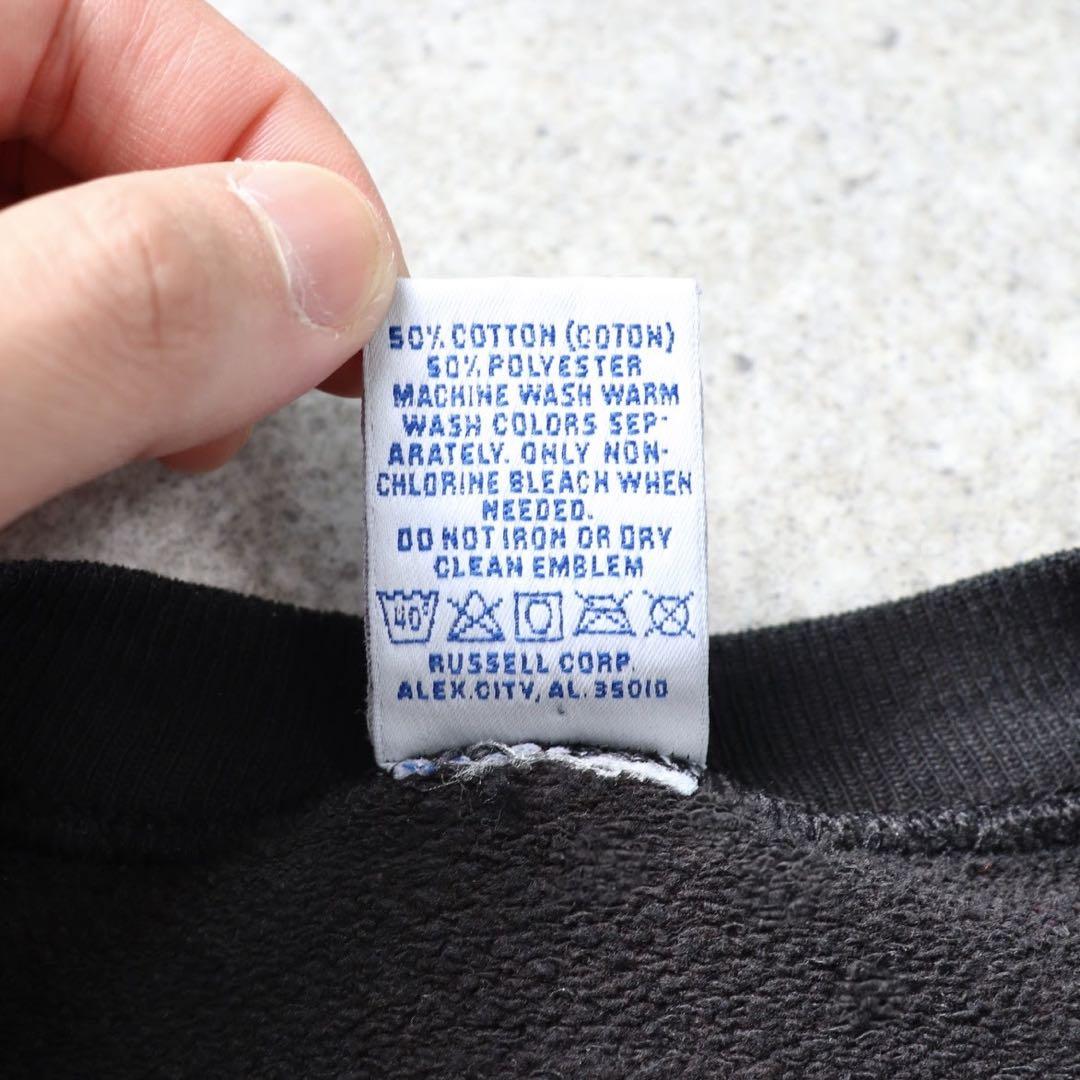 50% COTTON (COTON)
50% POLYESTER
MACHINE WASH WARM
WASH COLORS SEP-
ARATELY. ONLY NON-
CHLORINE BLEACH WHEN
NEEDED.
DO NOT IRON OR DRY
CLEAN EMBLEM
40°
RUSSELL CORP.
ALEX.CITY, AL. 35010